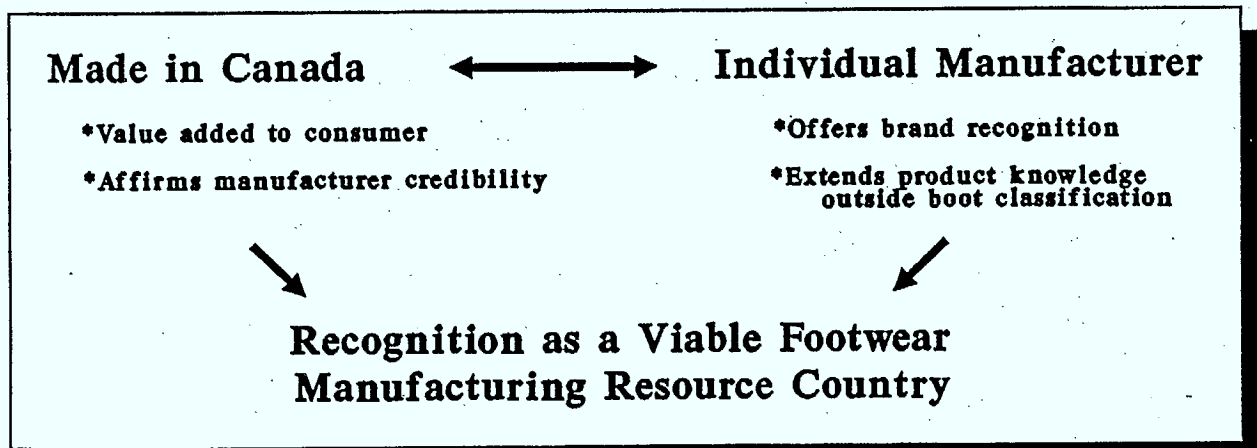 Made in Canada
*Value added to consumer
*Affirms manufacturer credibility
Individual Manufacturer
*Offers brand recognition
*Extends product knowledge
outside boot classification
Recognition as a Viable Footwear
Manufacturing Resource Country